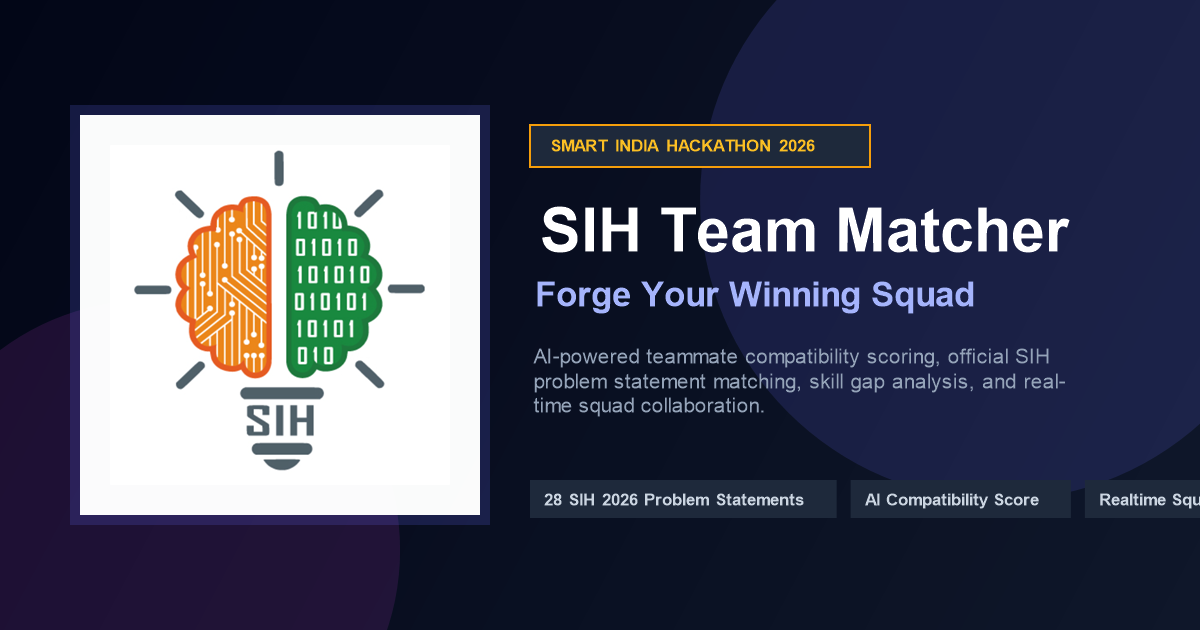 SMART INDIA HACKATHON 2026
SIH Team Matcher
Forge Your Winning Squad
AI-powered teammate compatibility scoring, official SIH
problem statement matching, skill gap analysis, and real-
time squad collaboration.
28 SIH 2026 Problem Statements
AI Compatibility Score
Realtime Squ
101
01010
101010
010101
10101
010
SIH